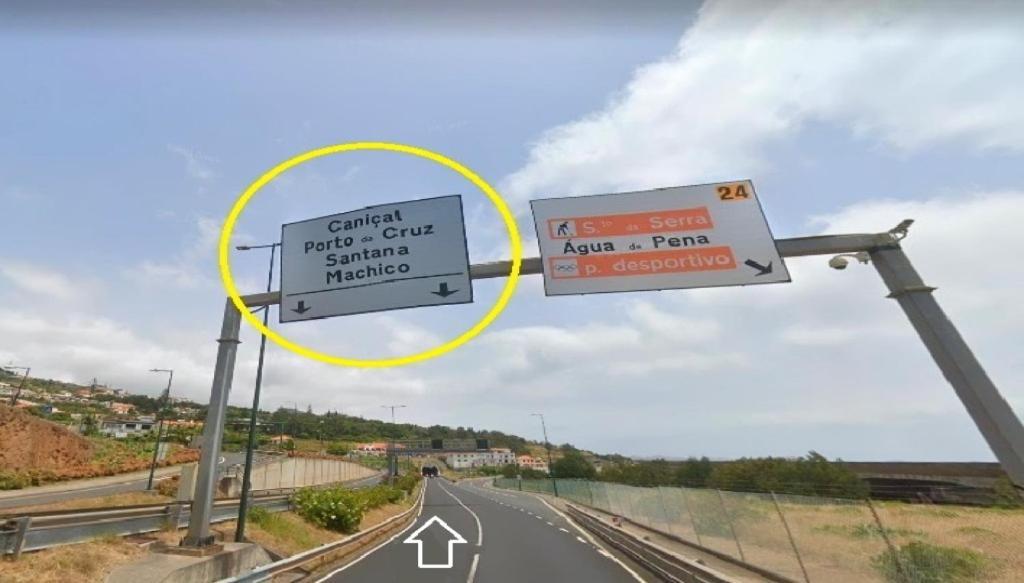 Caniçal
Porto da Cruz
Santana
Machico
24
S.to da Serra
Água de Pena
p. desportivo